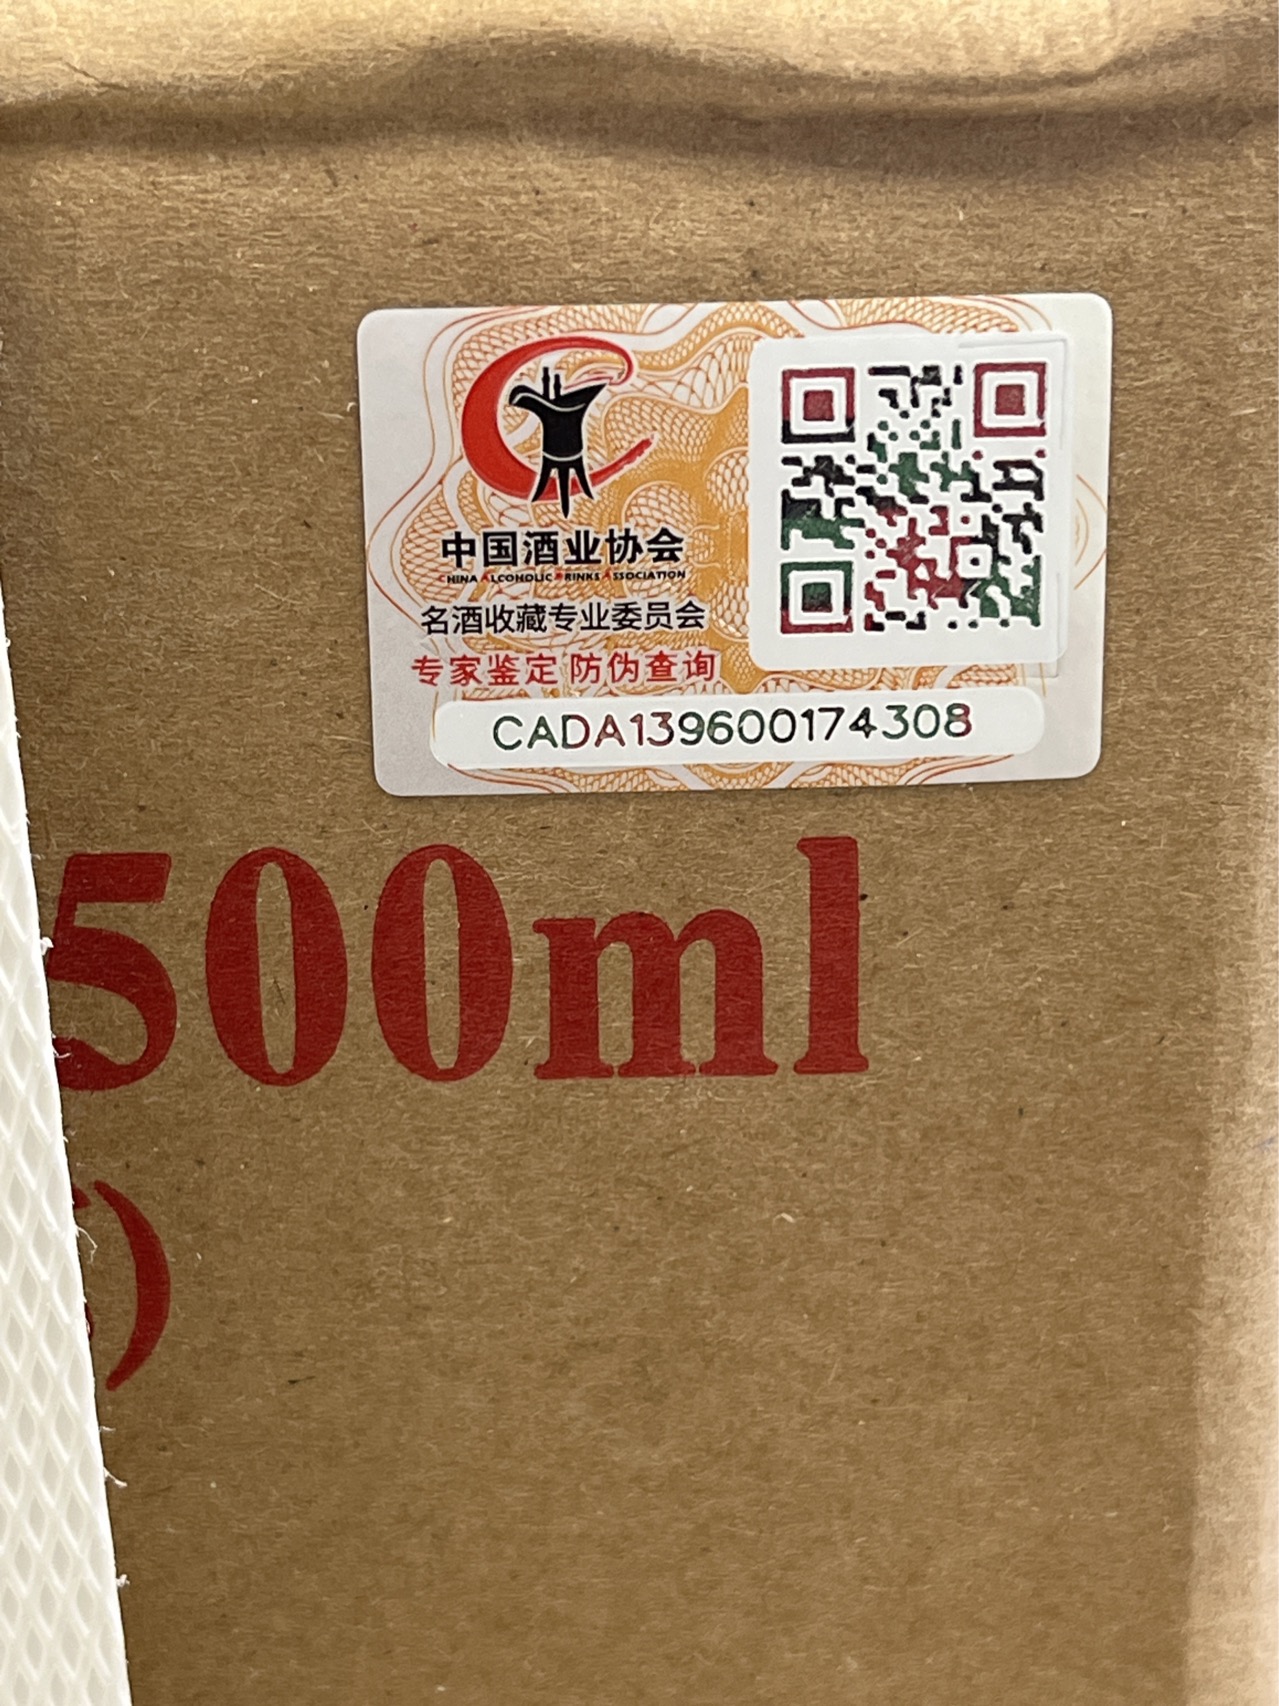 中国酒业协会
CHINA ALCOHOLIC DRINKS ASSOCIATION
名酒收藏专业委员会
专家鉴定 防伪查询
CADA139600174308
500ml
)